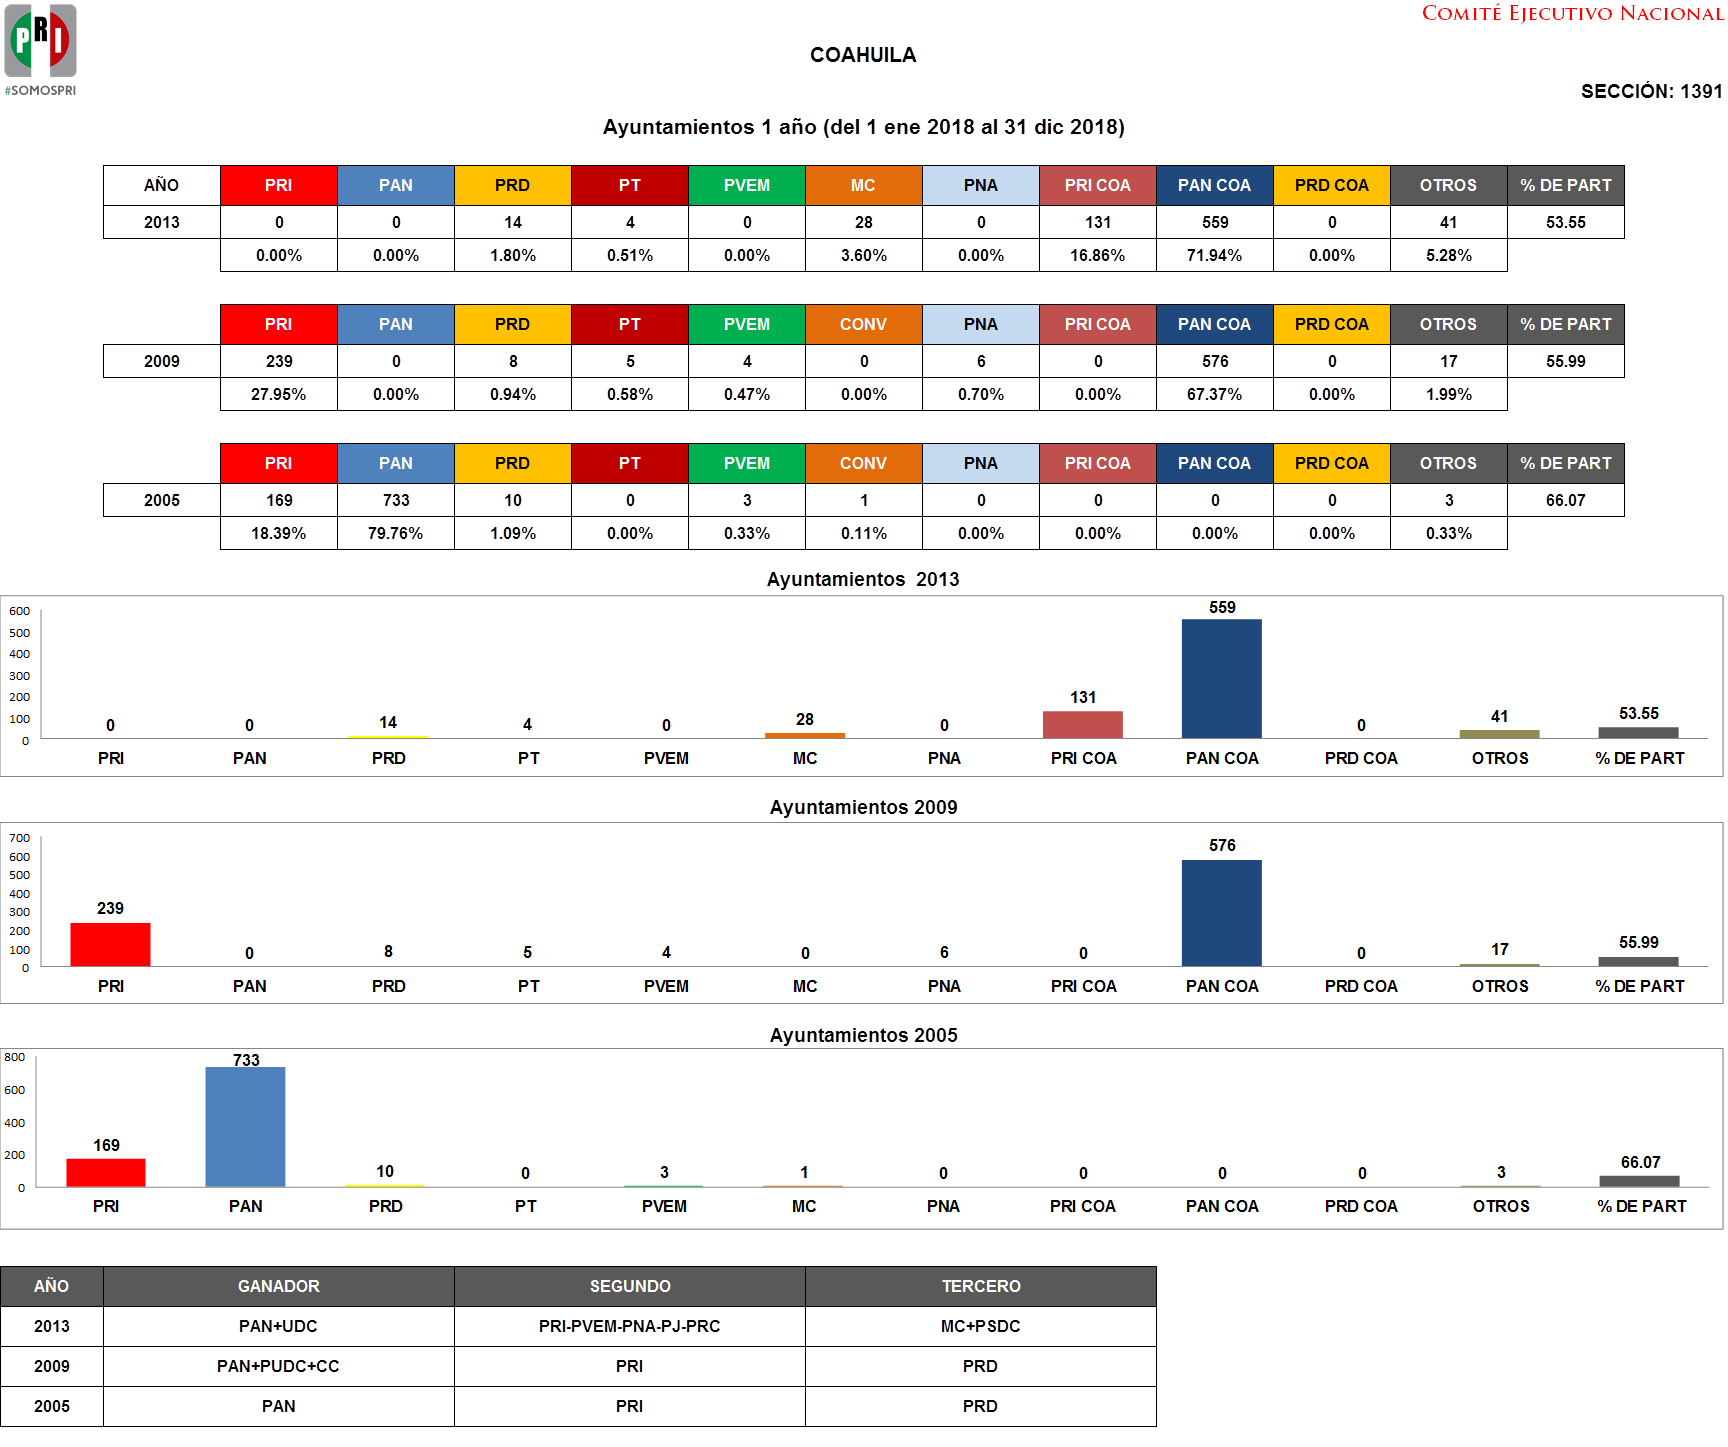 PRI
#SOMOSPRI
COMITÉ EJECUTIVO NACIONAL
COAHUILA
SECCIÓN: 1391
Ayuntamientos 1 año (del 1 ene 2018 al 31 dic 2018)
AÑO PRI PAN PRD PT PVEM MC PNA PRI COA PAN COA PRD COA OTROS % DE PART
2013 0 0 14 4 0 28 0 131 559 0 41 53.55
0.00% 0.00% 1.80% 0.51% 0.00% 3.60% 0.00% 16.86% 71.94% 0.00% 5.28%
PRI PAN PRD PT PVEM CONV PNA PRI COA PAN COA PRD COA OTROS % DE PART
2009 239 0 8 5 4 0 6 0 576 0 17 55.99
27.95% 0.00% 0.94% 0.58% 0.47% 0.00% 0.70% 0.00% 67.37% 0.00% 1.99%
PRI PAN PRD PT PVEM CONV PNA PRI COA PAN COA PRD COA OTROS % DE PART
2005 169 733 10 0 3 1 0 0 0 0 3 66.07
18.39% 79.76% 1.09% 0.00% 0.33% 0.11% 0.00% 0.00% 0.00% 0.00% 0.33%
Ayuntamientos 2013
600
500
400
300
200
100
0
0 0 14 4 0 28 0 131 559 0 41 53.55
PRI PAN PRD PT PVEM MC PNA PRI COA PAN COA PRD COA OTROS % DE PART
Ayuntamientos 2009
700
600
500
400
300
200
100
0
239 0 8 5 4 0 6 0 576 0 17 55.99
PRI PAN PRD PT PVEM MC PNA PRI COA PAN COA PRD COA OTROS % DE PART
Ayuntamientos 2005
800
600
400
200
0
169 733 10 0 3 1 0 0 0 0 3 66.07
PRI PAN PRD PT PVEM MC PNA PRI COA PAN COA PRD COA OTROS % DE PART
AÑO GANADOR SEGUNDO TERCERO
2013 PAN+UDC PRI-PVEM-PNA-PJ-PRC MC+PSDC
2009 PAN+PUDC+CC PRI PRD
2005 PAN PRI PRD